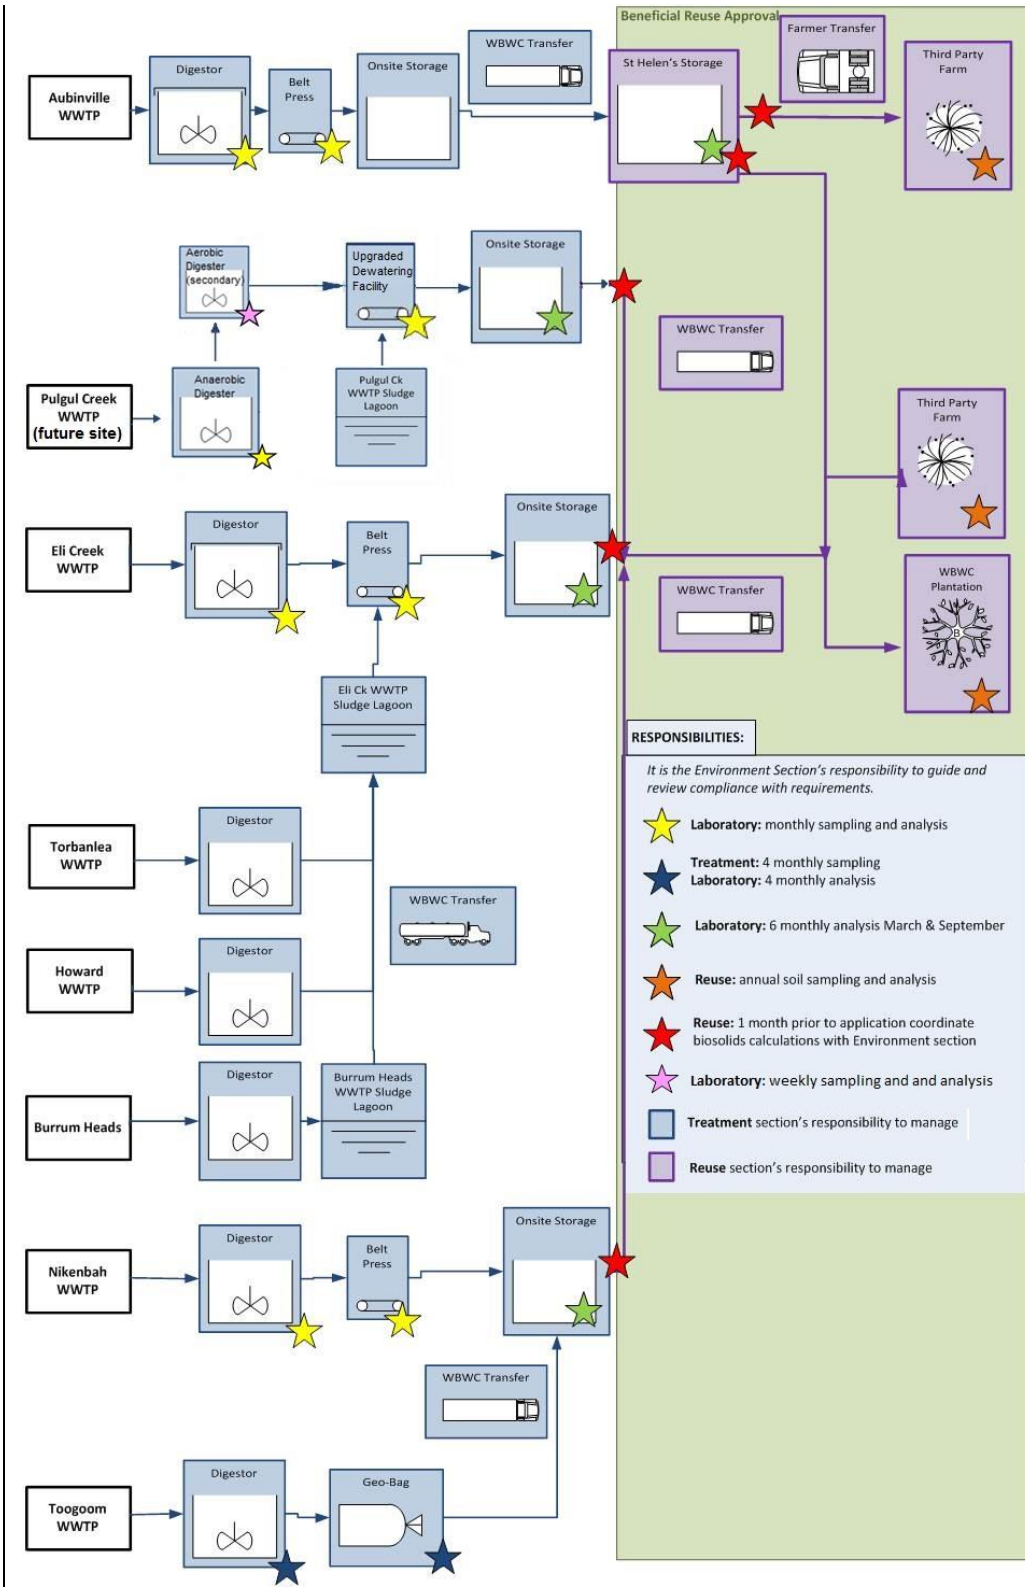 Beneficial Reuse Approval
Aubinville
WWTP
Digestor
Belt
Press
Onsite Storage
WBWC Transfer
St Helen's Storage
Farmer Transfer
Third Party
Farm
Pulgul Creek
WWTP
(future site)
Anaerobic
Digester
Aerobic
Digester
(secondary)
Upgraded
Dewatering
Facility
Pulgul Ck
WWTP Sludge
Lagoon
Onsite Storage
WBWC Transfer
Third Party
Farm
Eli Creek
WWTP
Digestor
Belt
Press
Onsite Storage
WBWC Transfer
WBWC
Plantation
B
Eli Ck WWTP
Sludge Lagoon
Torbanlea
WWTP
Digestor
WBWC Transfer
Howard
WWTP
Digestor
Burrum Heads
Digestor
Burrum Heads
WWTP Sludge
Lagoon
Nikenbah
WWTP
Digestor
Belt
Press
Onsite Storage
WBWC Transfer
Toogoom
WWTP
Digestor
Geo-Bag
RESPONSIBILITIES:
It is the Environment Section's responsibility to guide and
review compliance with requirements.
Laboratory: monthly sampling and analysis
Treatment: 4 monthly sampling
Laboratory: 4 monthly analysis
Laboratory: 6 monthly analysis March & September
Reuse: annual soil sampling and analysis
Reuse: 1 month prior to application coordinate
biosolids calculations with Environment section
Laboratory: weekly sampling and and analysis
Treatment section's responsibility to manage
Reuse section's responsibility to manage